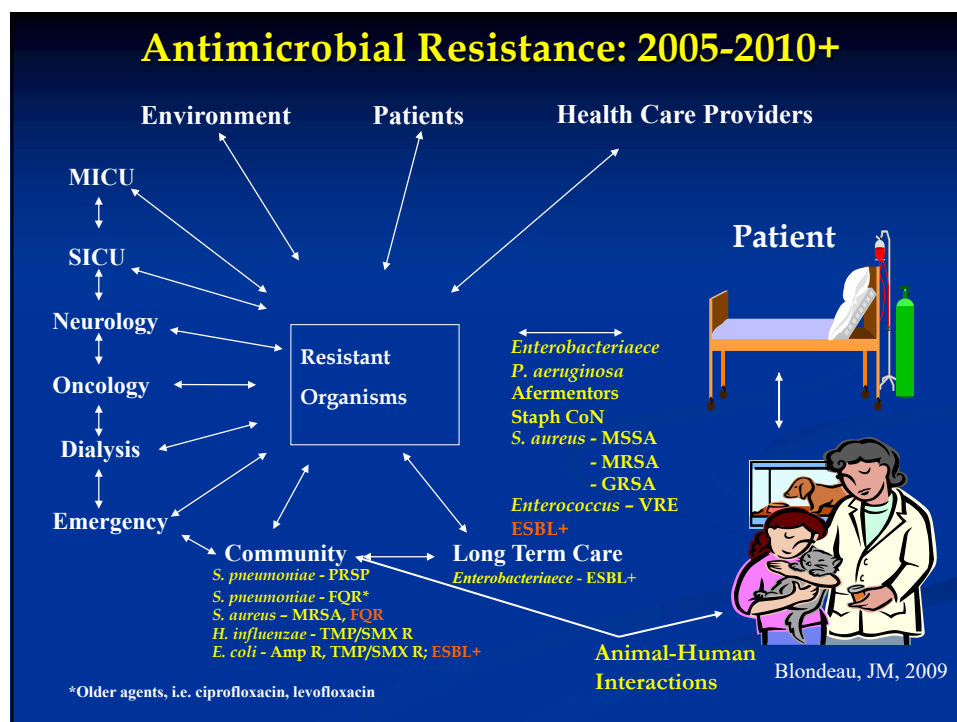 Antimicrobial Resistance: 2005-2010+
Environment
Patients
Health Care Providers
MICU
SICU
Neurology
Oncology
Dialysis
Emergency
Resistant
Organisms
Patient
Enterobacteriaece
P. aeruginosa
Afermentors
Staph CoN
S. aureus - MSSA
- MRSA
- GRSA
Enterococcus – VRE
ESBL+
Community
S. pneumoniae - PRSP
S. pneumoniae - FQR*
S. aureus – MRSA, FQR
H. influenzae - TMP/SMX R
E. coli - Amp R, TMP/SMX R; ESBL+
Long Term Care
Enterobacteriaece - ESBL+
Animal-Human
Interactions
Blondeau, JM, 2009
*Older agents, i.e. ciprofloxacin, levofloxacin